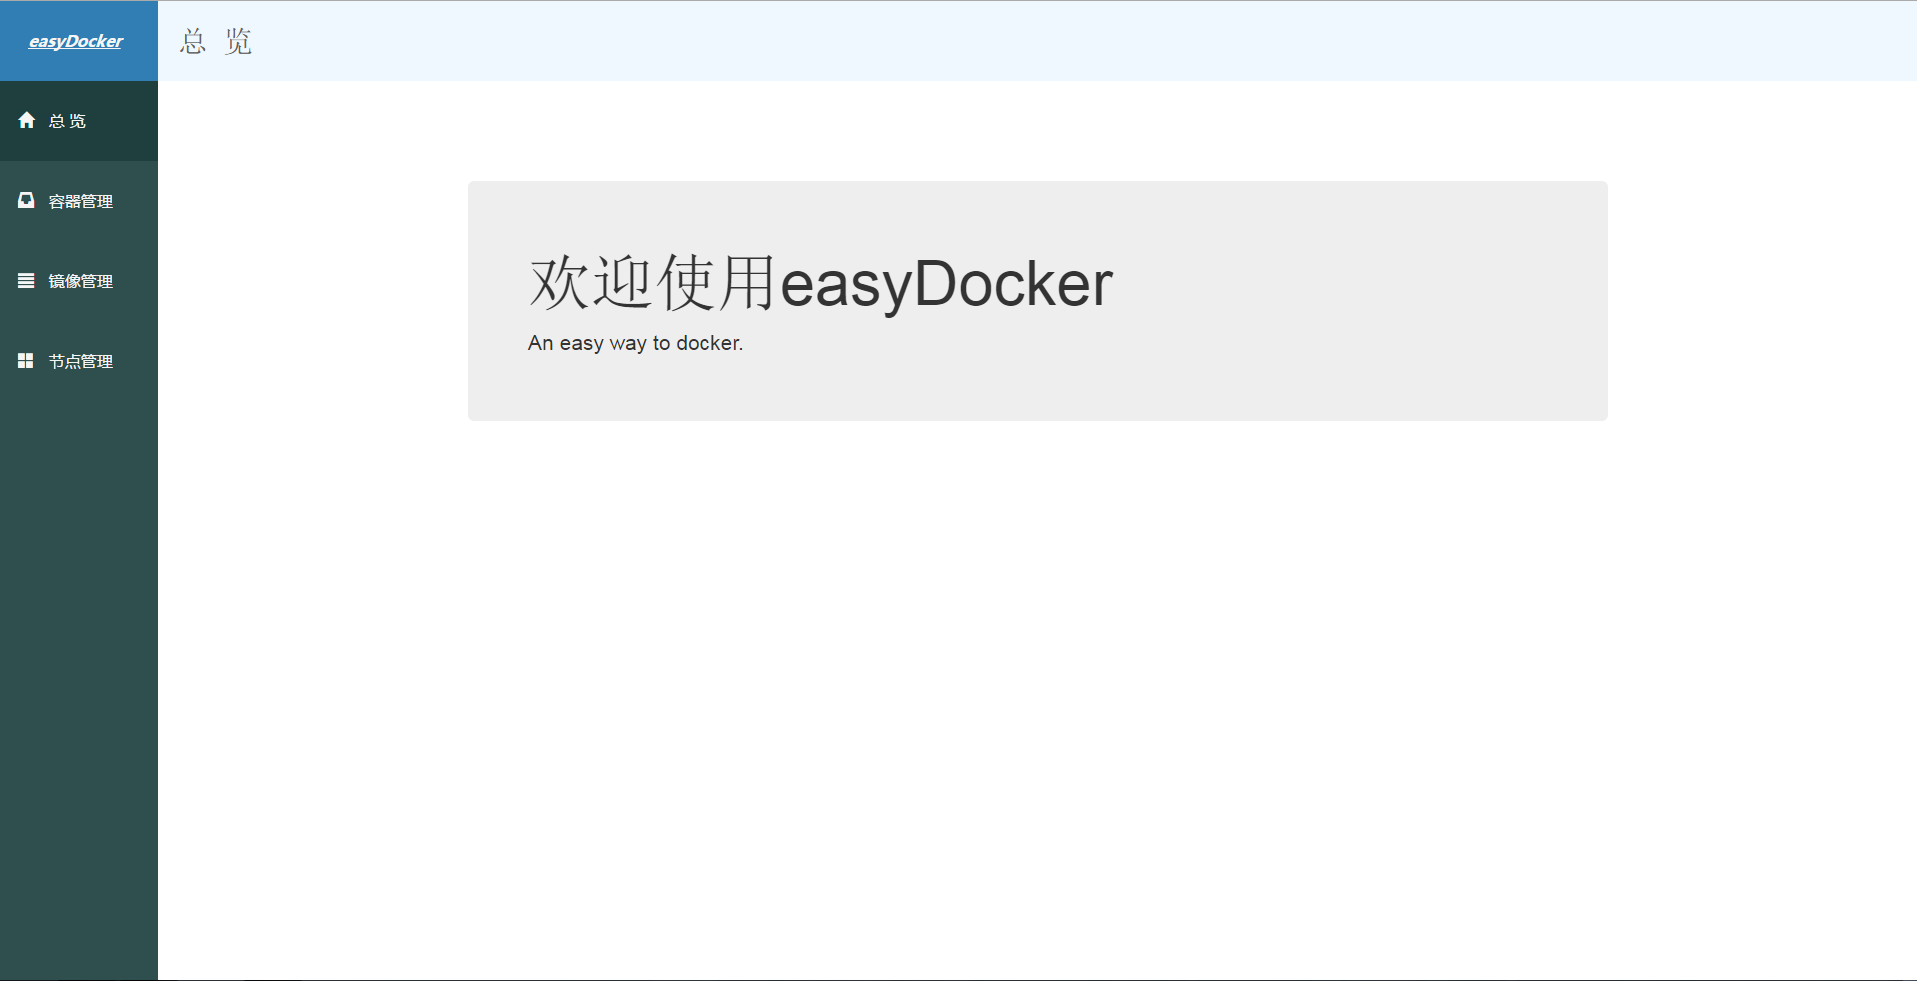 easyDocker
总 览
总 览
容器管理
镜像管理
节点管理
欢迎使用easyDocker
An easy way to docker.